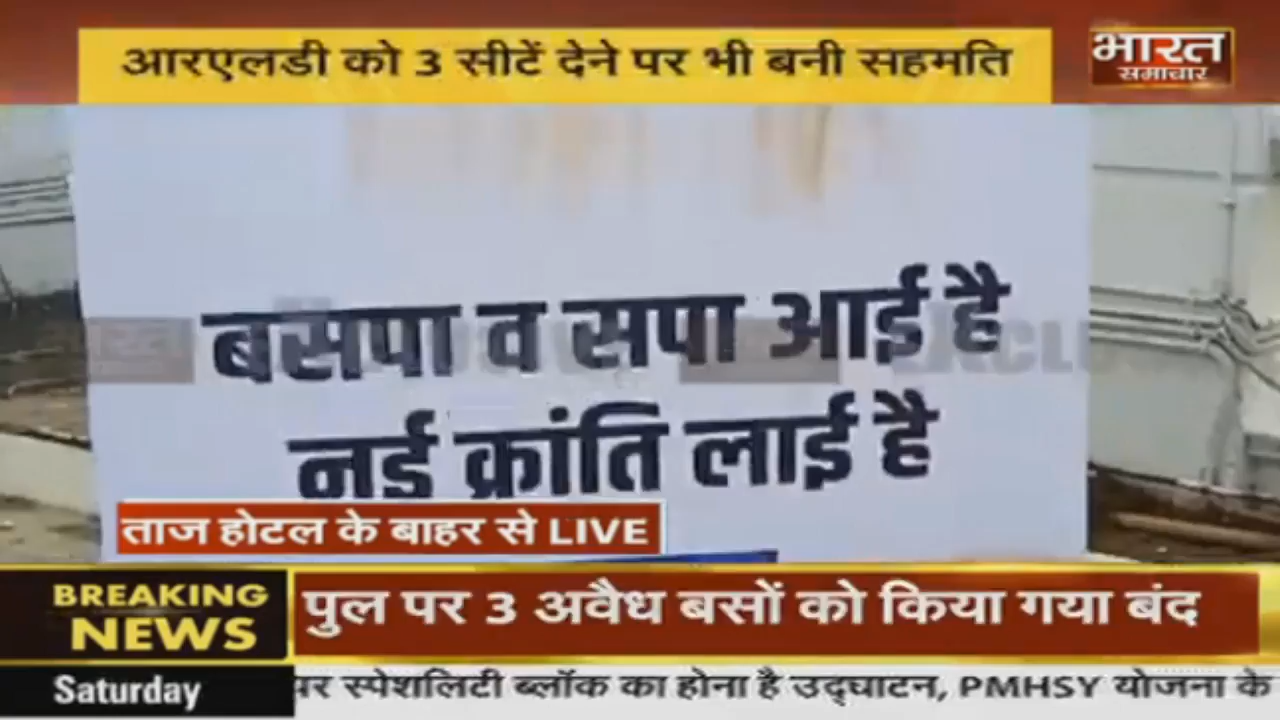 आरएलडी को 3 सीटें देने पर भी बनी सहमति
भारत
समाचार
बसपा व सपा आई है
नई क्रांति लाई है
ताज होटल के बाहर से LIVE
BREAKING
NEWS
पुल पर 3 अवैध बसों को किया गया बंद
Saturday
स्पेशलिटी ब्लॉक का होना है उद्घाटन, PMHSY योजना के